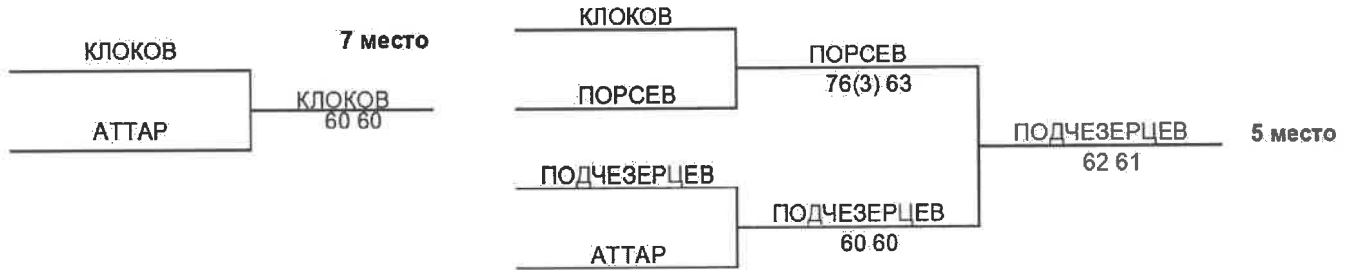 КЛОКОВ
7 место
КЛОКОВ
60 60
АТТАР
КЛОКОВ
ПОРСЕВ
76(3) 63
ПОРСЕВ
ПОДЧЕЗЕРЦЕВ
5 место
62 61
ПОДЧЕЗЕРЦЕВ
ПОДЧЕЗЕРЦЕВ
60 60
АТТАР